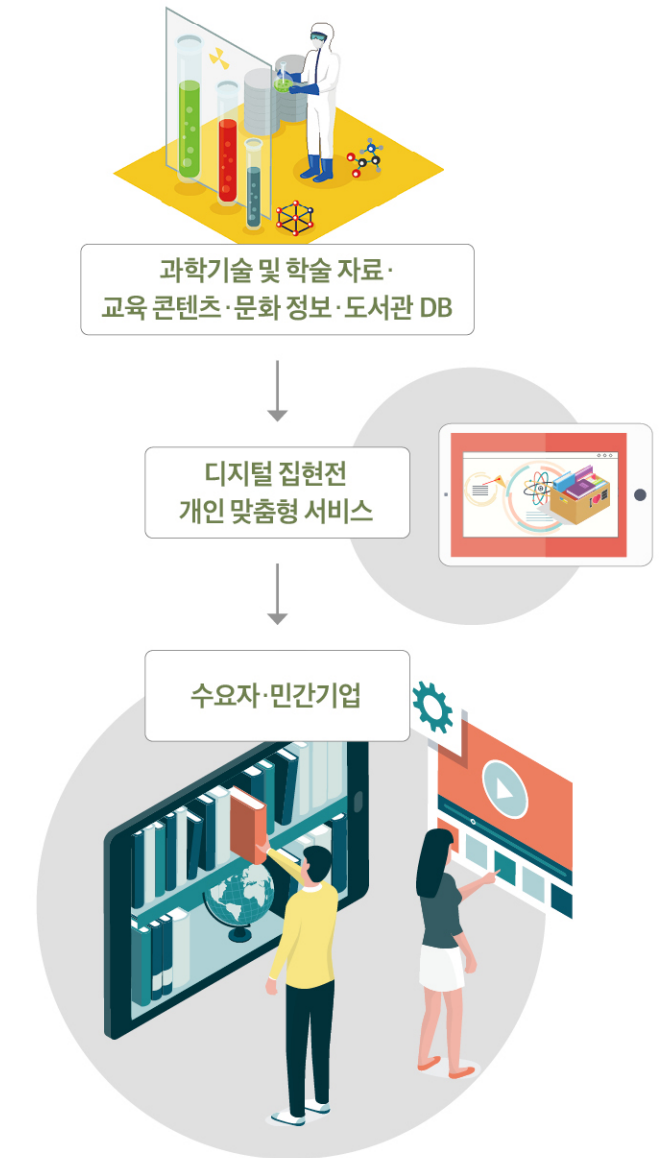 과학기술 및 학술 자료·
교육 콘텐츠·문화 정보·도서관 DB
디지털 집현전
개인 맞춤형 서비스
수요자·민간기업